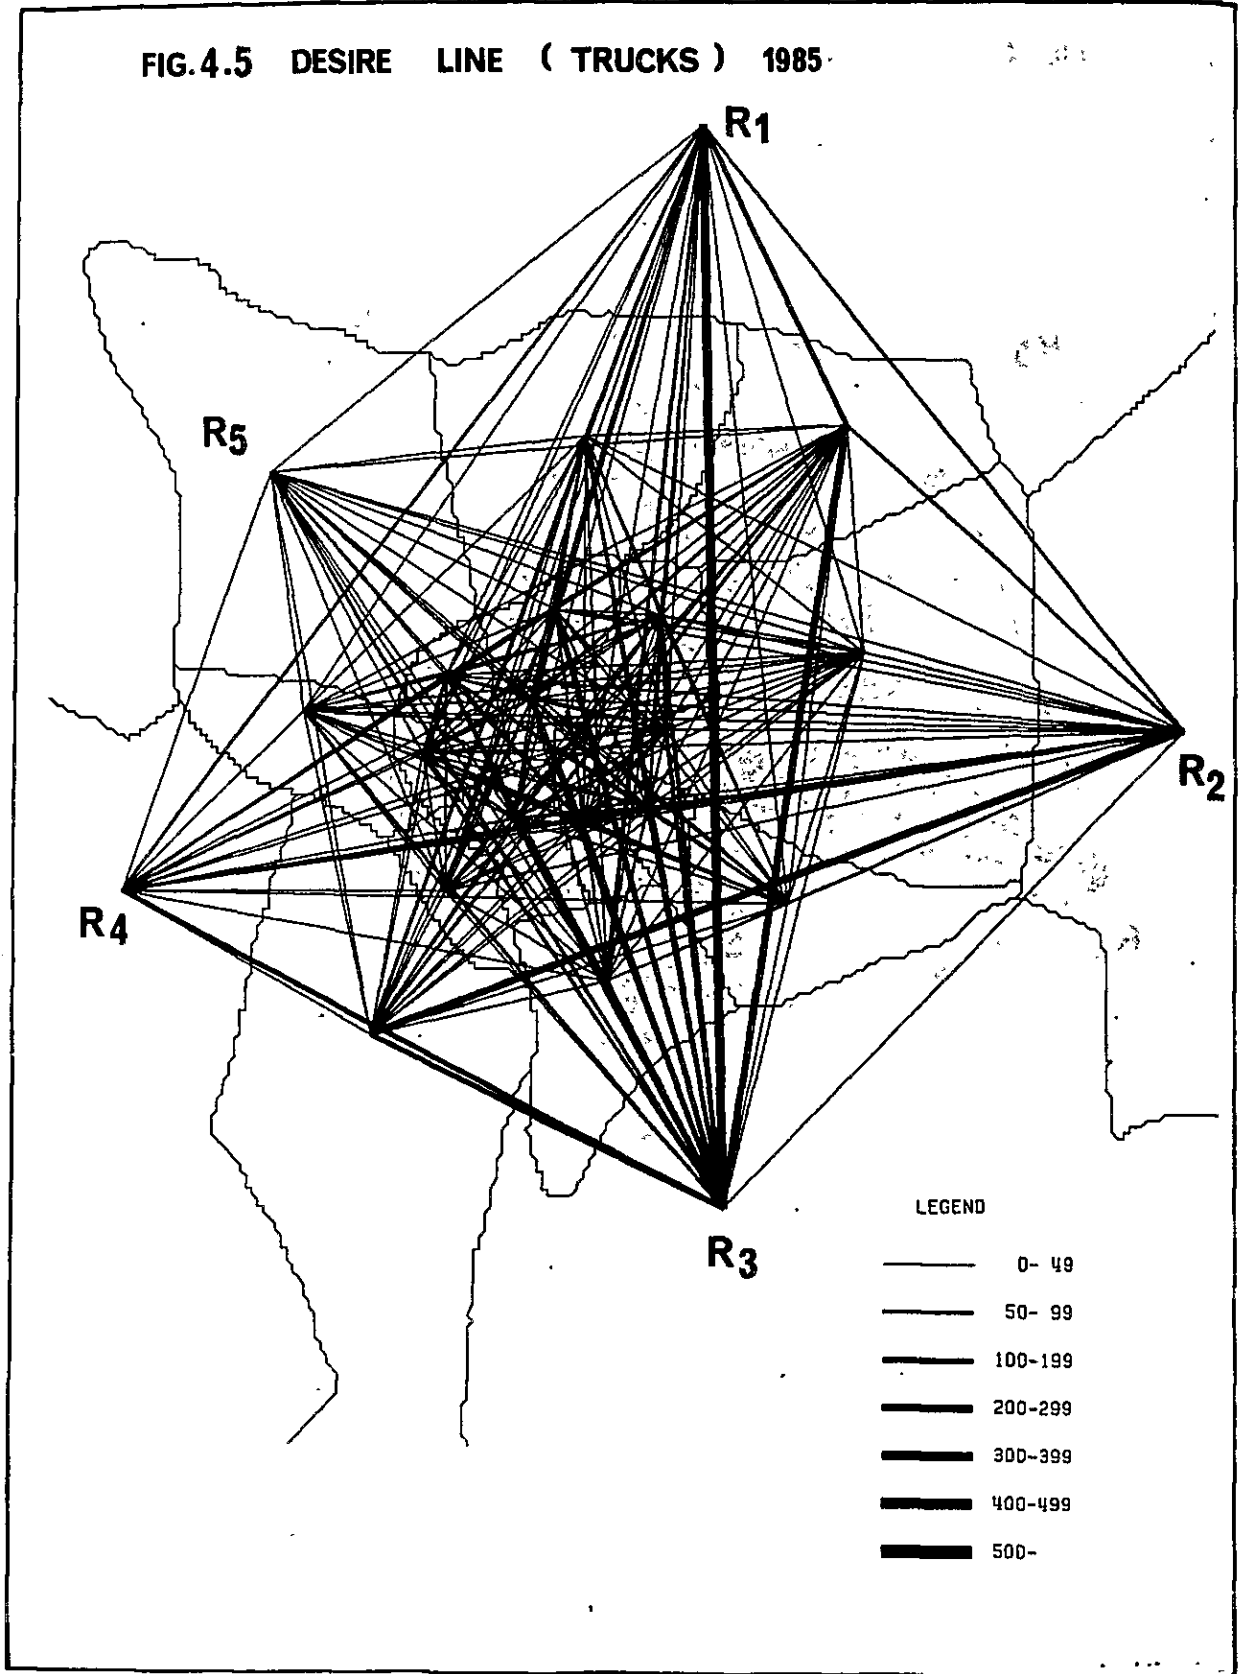 FIG.4.5 DESIRE LINE ( TRUCKS ) 1985
R1
R5
R2
R4
R3
LEGEND
0- 49
50- 99
100-199
200-299
300-399
400-499
500-